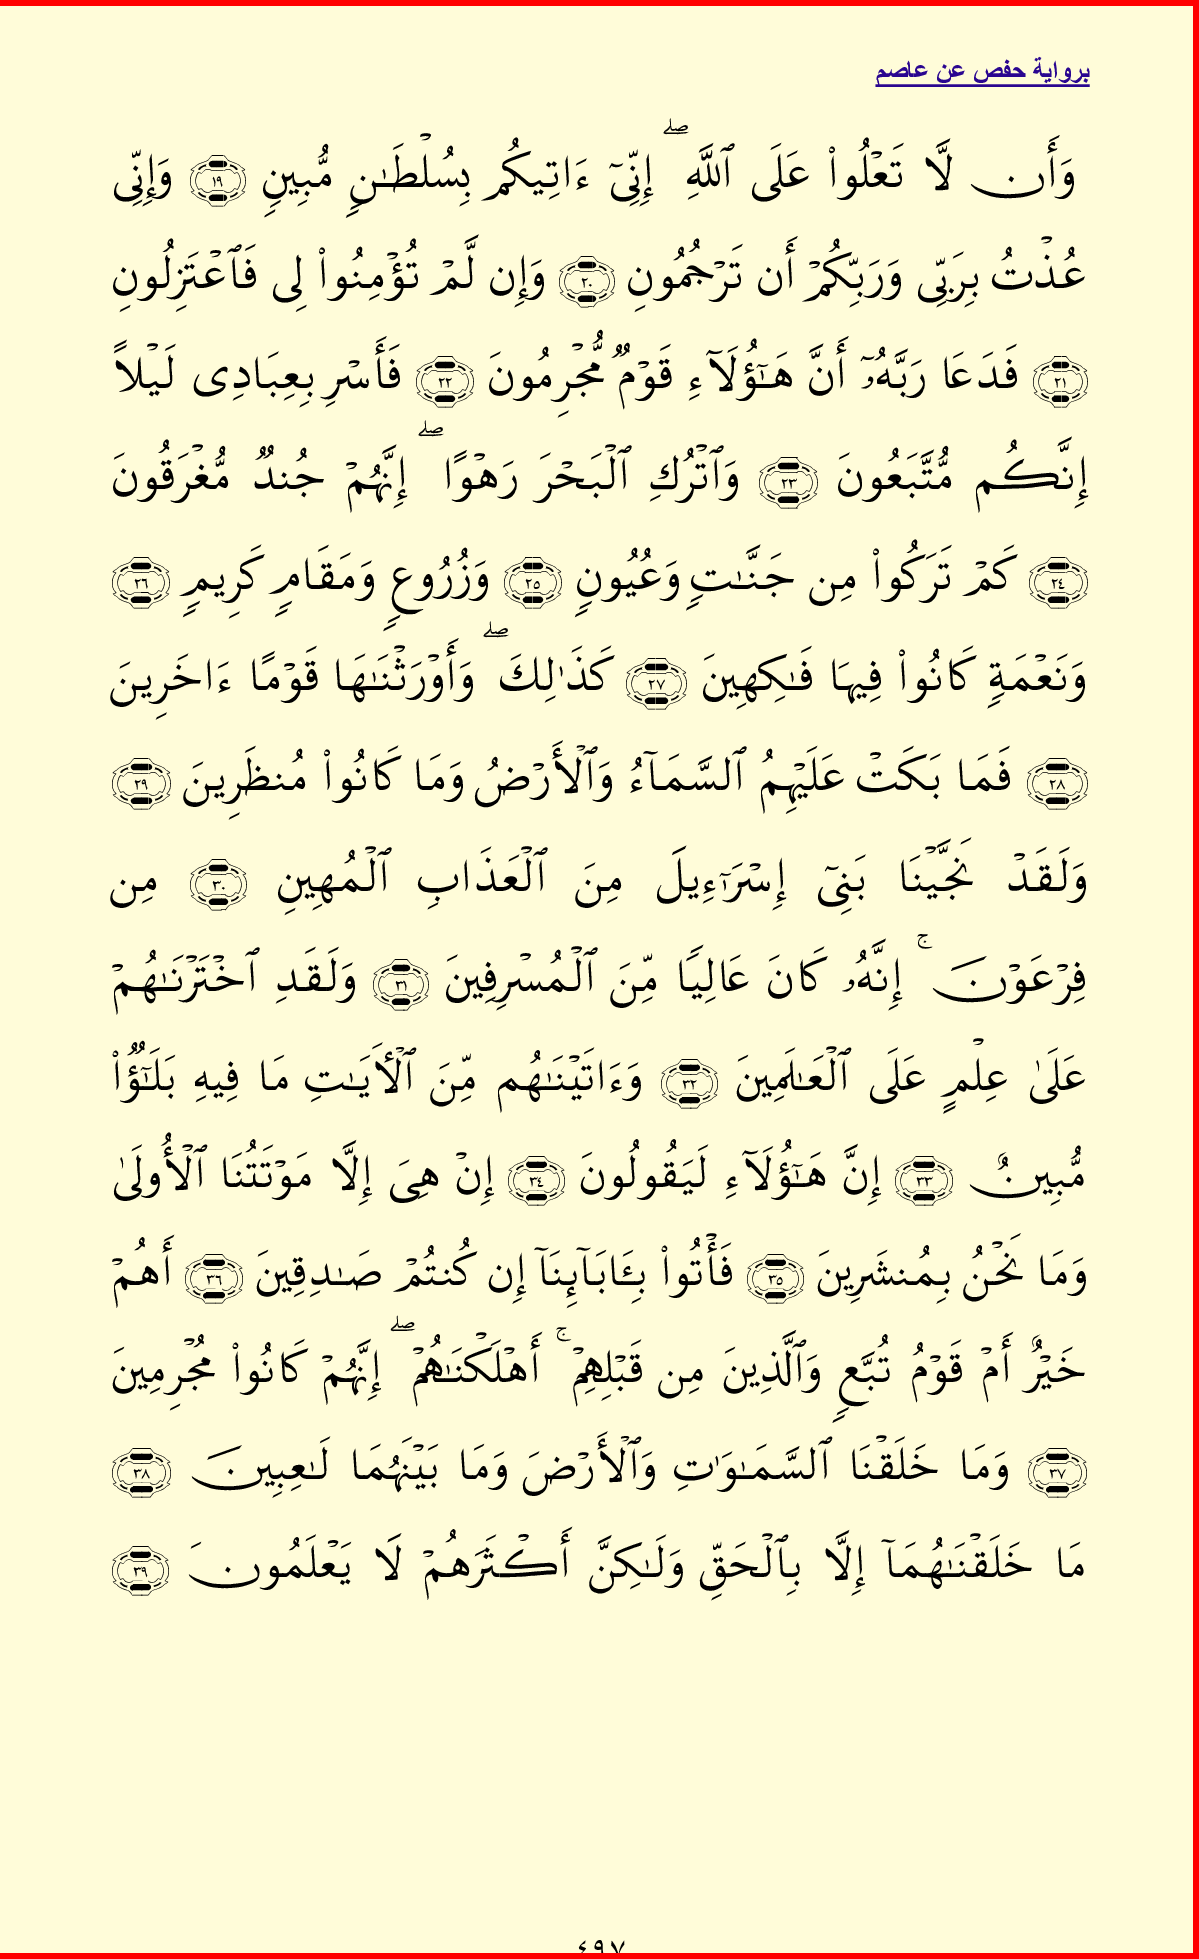 برواية حفص عن عاصم
وَأَن لَّا تَعْلُوا۟ عَلَى ٱللَّهِ ۖ إِنِّىٓ ءَاتِيكُم بِسُلْطَـٰنٍ مُّبِينٍ ١٩ وَإِنِّى
عُذْتُ بِرَبِّى وَرَبِّكُمْ أَن تَرْجُمُونِ ٢٠ وَإِن لَّمْ تُؤْمِنُوا۟ لِى فَٱعْتَزِلُونِ
٢١ فَدَعَا رَبَّهُۥٓ أَنَّ هَـٰٓؤُلَآءِ قَوْمٌ مُّجْرِمُونَ ٢٢ فَأَسْرِ بِعِبَادِى لَيْلًا
إِنَّكُم مُّتَّبَعُونَ ٢٣ وَٱتْرُكِ ٱلْبَحْرَ رَهْوًا ۖ إِنَّهُمْ جُندٌ مُّغْرَقُونَ
٢٤ كَمْ تَرَكُوا۟ مِن جَنَّـٰتٍ وَعُيُونٍ ٢٥ وَزُرُوعٍ وَمَقَامٍ كَرِيمٍ ٢٦
وَنَعْمَةٍ كَانُوا۟ فِيهَا فَـٰكِهِينَ ٢٧ كَذَٰلِكَ ۖ وَأَوْرَثْنَـٰهَا قَوْمًا ءَاخَرِينَ
٢٨ فَمَا بَكَتْ عَلَيْهِمُ ٱلسَّمَآءُ وَٱلْأَرْضُ وَمَا كَانُوا۟ مُنظَرِينَ ٢٩
وَلَقَدْ نَجَّيْنَا بَنِىٓ إِسْرَٰٓءِيلَ مِنَ ٱلْعَذَابِ ٱلْمُهِينِ ٣٠ مِن
فِرْعَوْنَ ۚ إِنَّهُۥ كَانَ عَالِيًا مِّنَ ٱلْمُسْرِفِينَ ٣١ وَلَقَدِ ٱخْتَرْنَـٰهُمْ
عَلَىٰ عِلْمٍ عَلَى ٱلْعَـٰلَمِينَ ٣٢ وَءَاتَيْنَـٰهُم مِّنَ ٱلْـَٔايَـٰتِ مَا فِيهِ بَلَـٰٓؤٌا۟
مُّبِينٌ ٣٣ إِنَّ هَـٰٓؤُلَآءِ لَيَقُولُونَ ٣٤ إِنْ هِىَ إِلَّا مَوْتَتُنَا ٱلْأُولَىٰ
وَمَا نَحْنُ بِمُنشَرِينَ ٣٥ فَأْتُوا۟ بِـَٔابَآئِنَآ إِن كُنتُمْ صَـٰدِقِينَ ٣٦ أَهُمْ
خَيْرٌ أَمْ قَوْمُ تُبَّعٍ وَٱلَّذِينَ مِن قَبْلِهِمْ ۚ أَهْلَكْنَـٰهُمْ ۖ إِنَّهُمْ كَانُوا۟ مُجْرِمِينَ
٣٧ وَمَا خَلَقْنَا ٱلسَّمَـٰوَٰتِ وَٱلْأَرْضَ وَمَا بَيْنَهُمَا لَـٰعِبِينَ ٣٨
مَا خَلَقْنَـٰهُمَآ إِلَّا بِٱلْحَقِّ وَلَـٰكِنَّ أَكْثَرَهُمْ لَا يَعْلَمُونَ ٣٩
٤٩٧